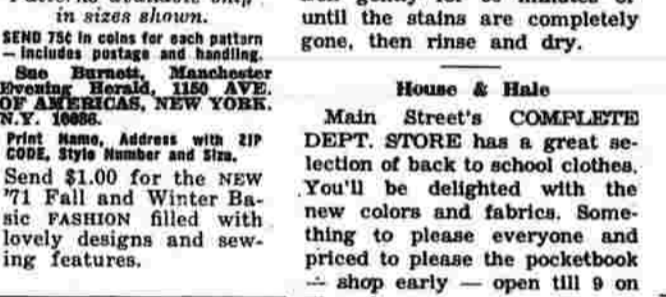 in sizes shown.
SEND 75¢ in coins for each pattern
— includes postage and handling.
Sue Burnett, Manchester
Evening Herald, 1150 AVE.
OF AMERICAS, NEW YORK.
N.Y. 10036.
Print Name, Address with ZIP
CODE, Style Number and Size.
Send $1.00 for the NEW
'71 Fall and Winter Ba-
sic FASHION filled with
lovely designs and sew-
ing features.
until the stains are completely
gone, then rinse and dry.
House & Hale
Main Street's COMPLETE
DEPT. STORE has a great se-
lection of back to school clothes.
You'll be delighted with the
new colors and fabrics. Some-
thing to please everyone and
priced to please the pocketbook
— shop early — open till 9 on